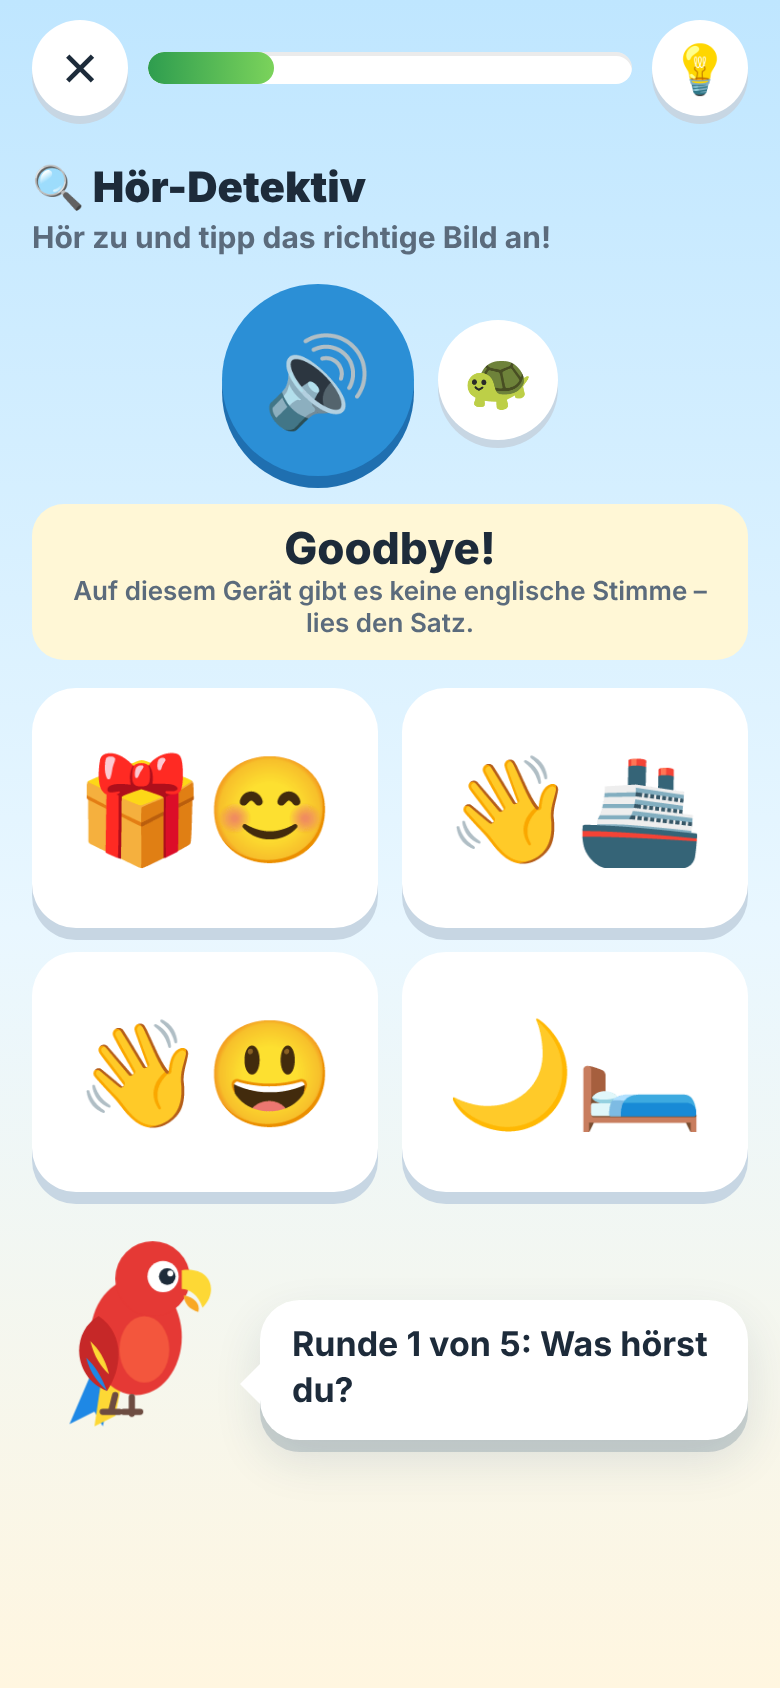 Hör-Detektiv
Hör zu und tipp das richtige Bild an!
Goodbye!
Auf diesem Gerät gibt es keine englische Stimme –
lies den Satz.
Runde 1 von 5: Was hörst
du?